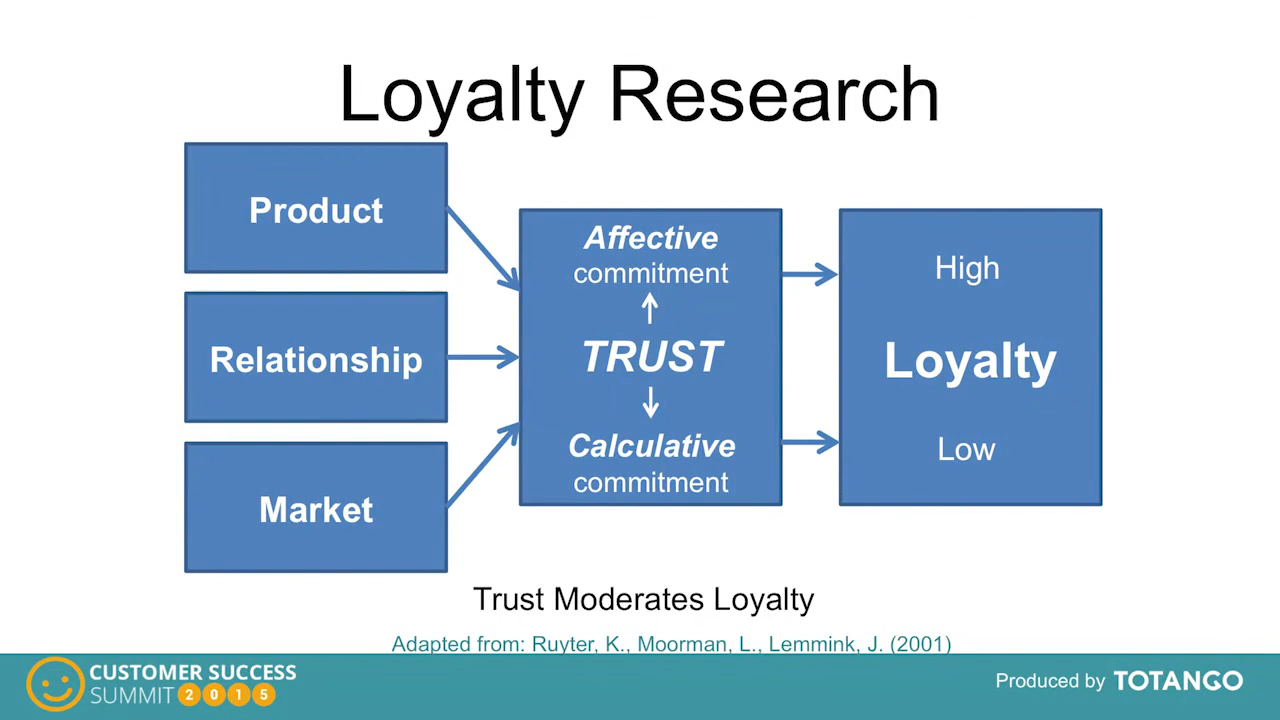 Loyalty Research
Product
Relationship
Market
Affective
commitment
TRUST
Calculative
commitment
High
Loyalty
Low
Trust Moderates Loyalty
Adapted from: Ruyter, K., Moorman, L., Lemmink, J. (2001)
CUSTOMER SUCCESS
SUMMIT 2015
Produced by TOTANGO